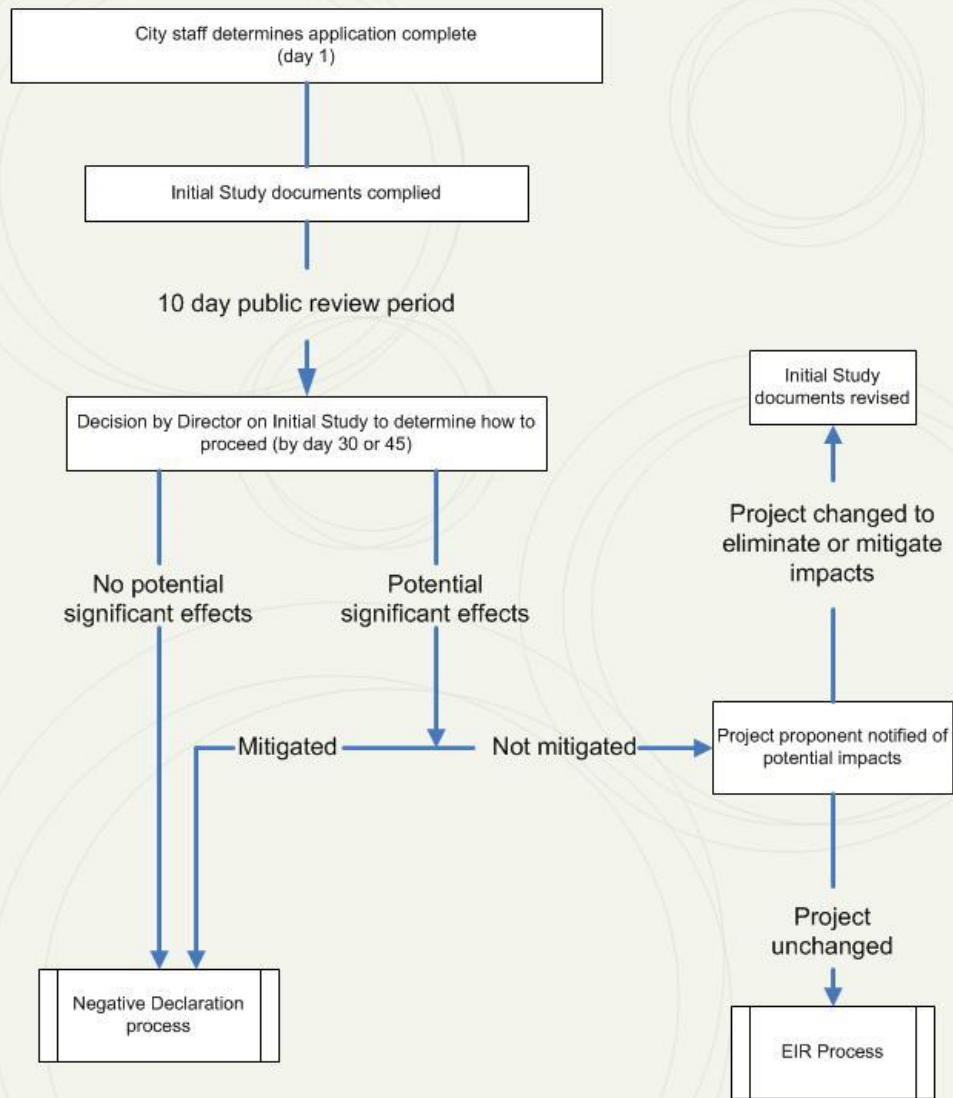 City staff determines application complete
(day 1)
Initial Study documents complied
10 day public review period
Decision by Director on Initial Study to determine how to
proceed (by day 30 or 45)
Initial Study
documents revised
Project changed to
eliminate or mitigate
impacts
No potential
significant effects
Potential
significant effects
Mitigated
Not mitigated
Project proponent notified of
potential impacts
Project
unchanged
Negative Declaration
process
EIR Process